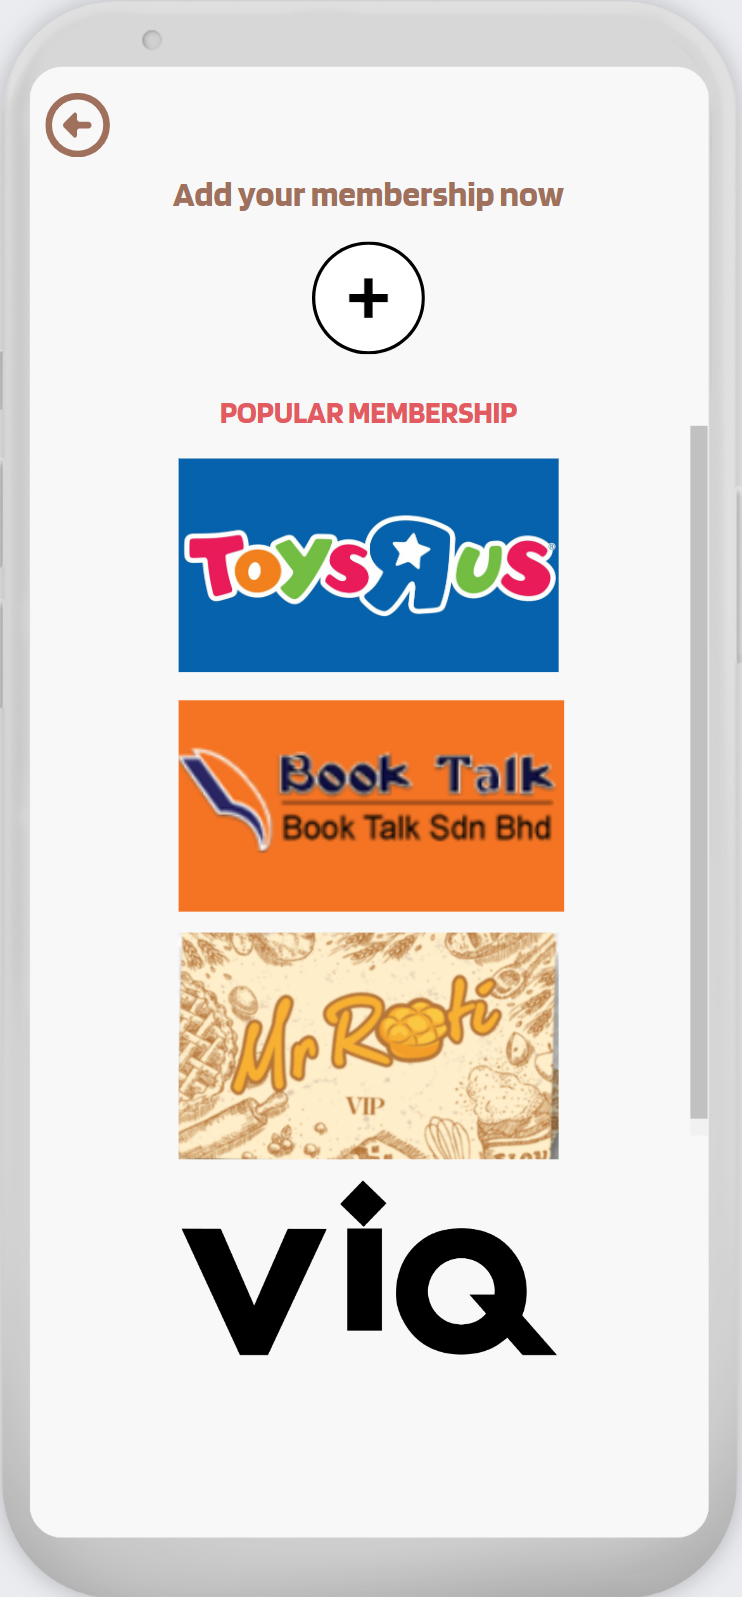 Add your membership now
POPULAR MEMBERSHIP
ToysRus
Book Talk
Book Talk Sdn Bhd
Mr Roti
VIP
viQ